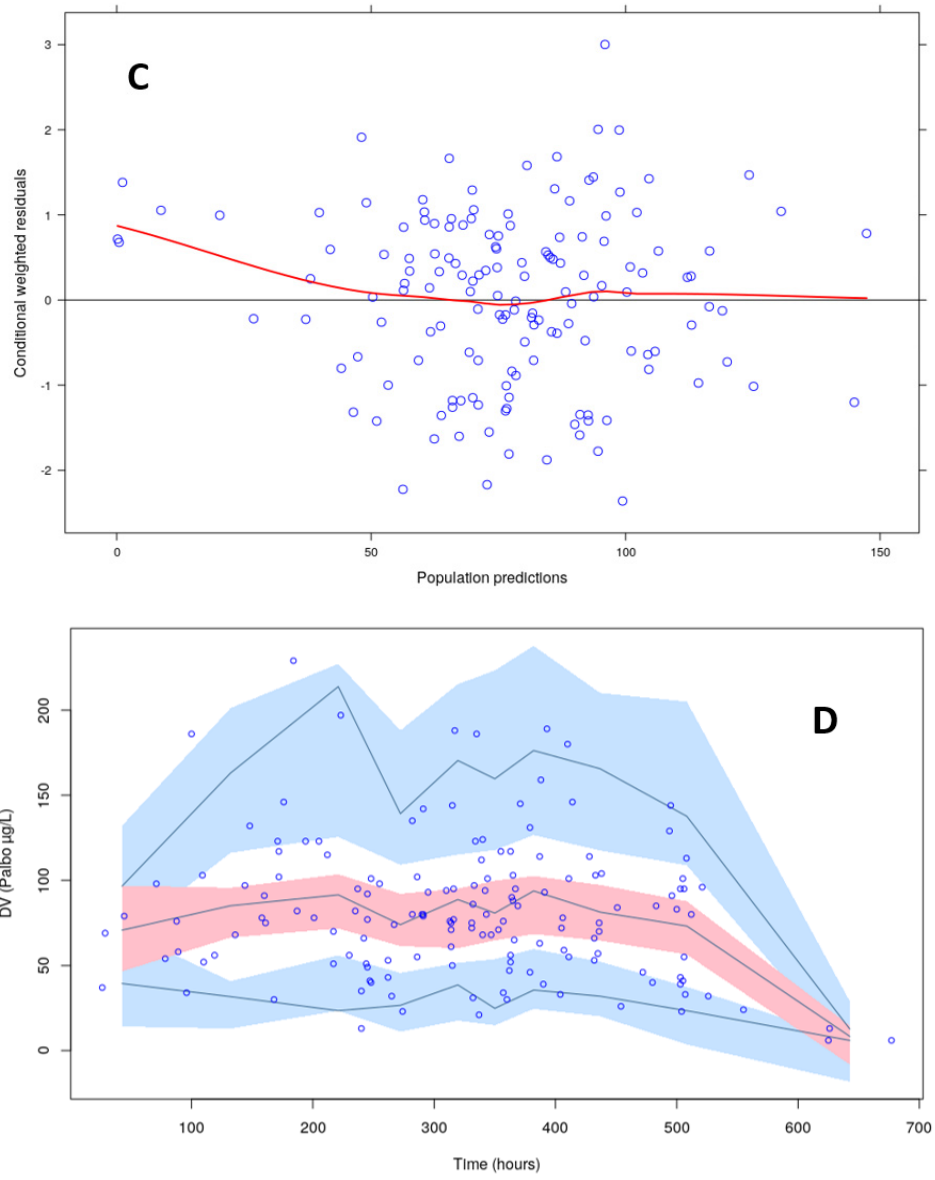 C
3
2
1
0
-1
-2
Conditional weighted residuals
0 50 100 150
Population predictions
D
200
150
100
50
0
DV (Palbo µg/L)
100 200 300 400 500 600 700
Time (hours)